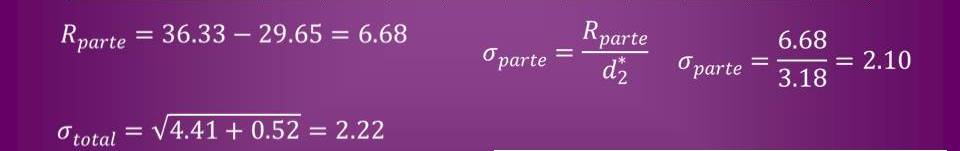 R_parte = 36.33 − 29.65 = 6.68
σ_parte = R_parte / d₂*
σ_parte = 6.68 / 3.18 = 2.10
σ_total = √(4.41 + 0.52) = 2.22